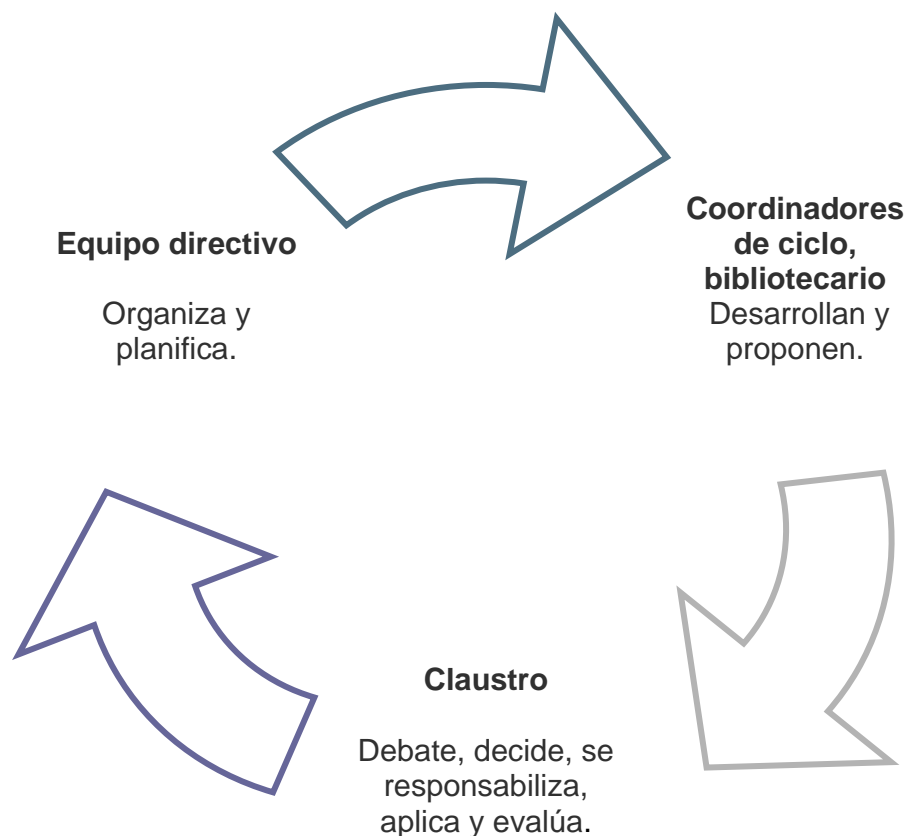 Equipo directivo
Organiza y
planifica.
Coordinadores
de ciclo,
bibliotecario
Desarrollan y
proponen.
Claustro
Debate, decide, se
responsabiliza,
aplica y evalúa.